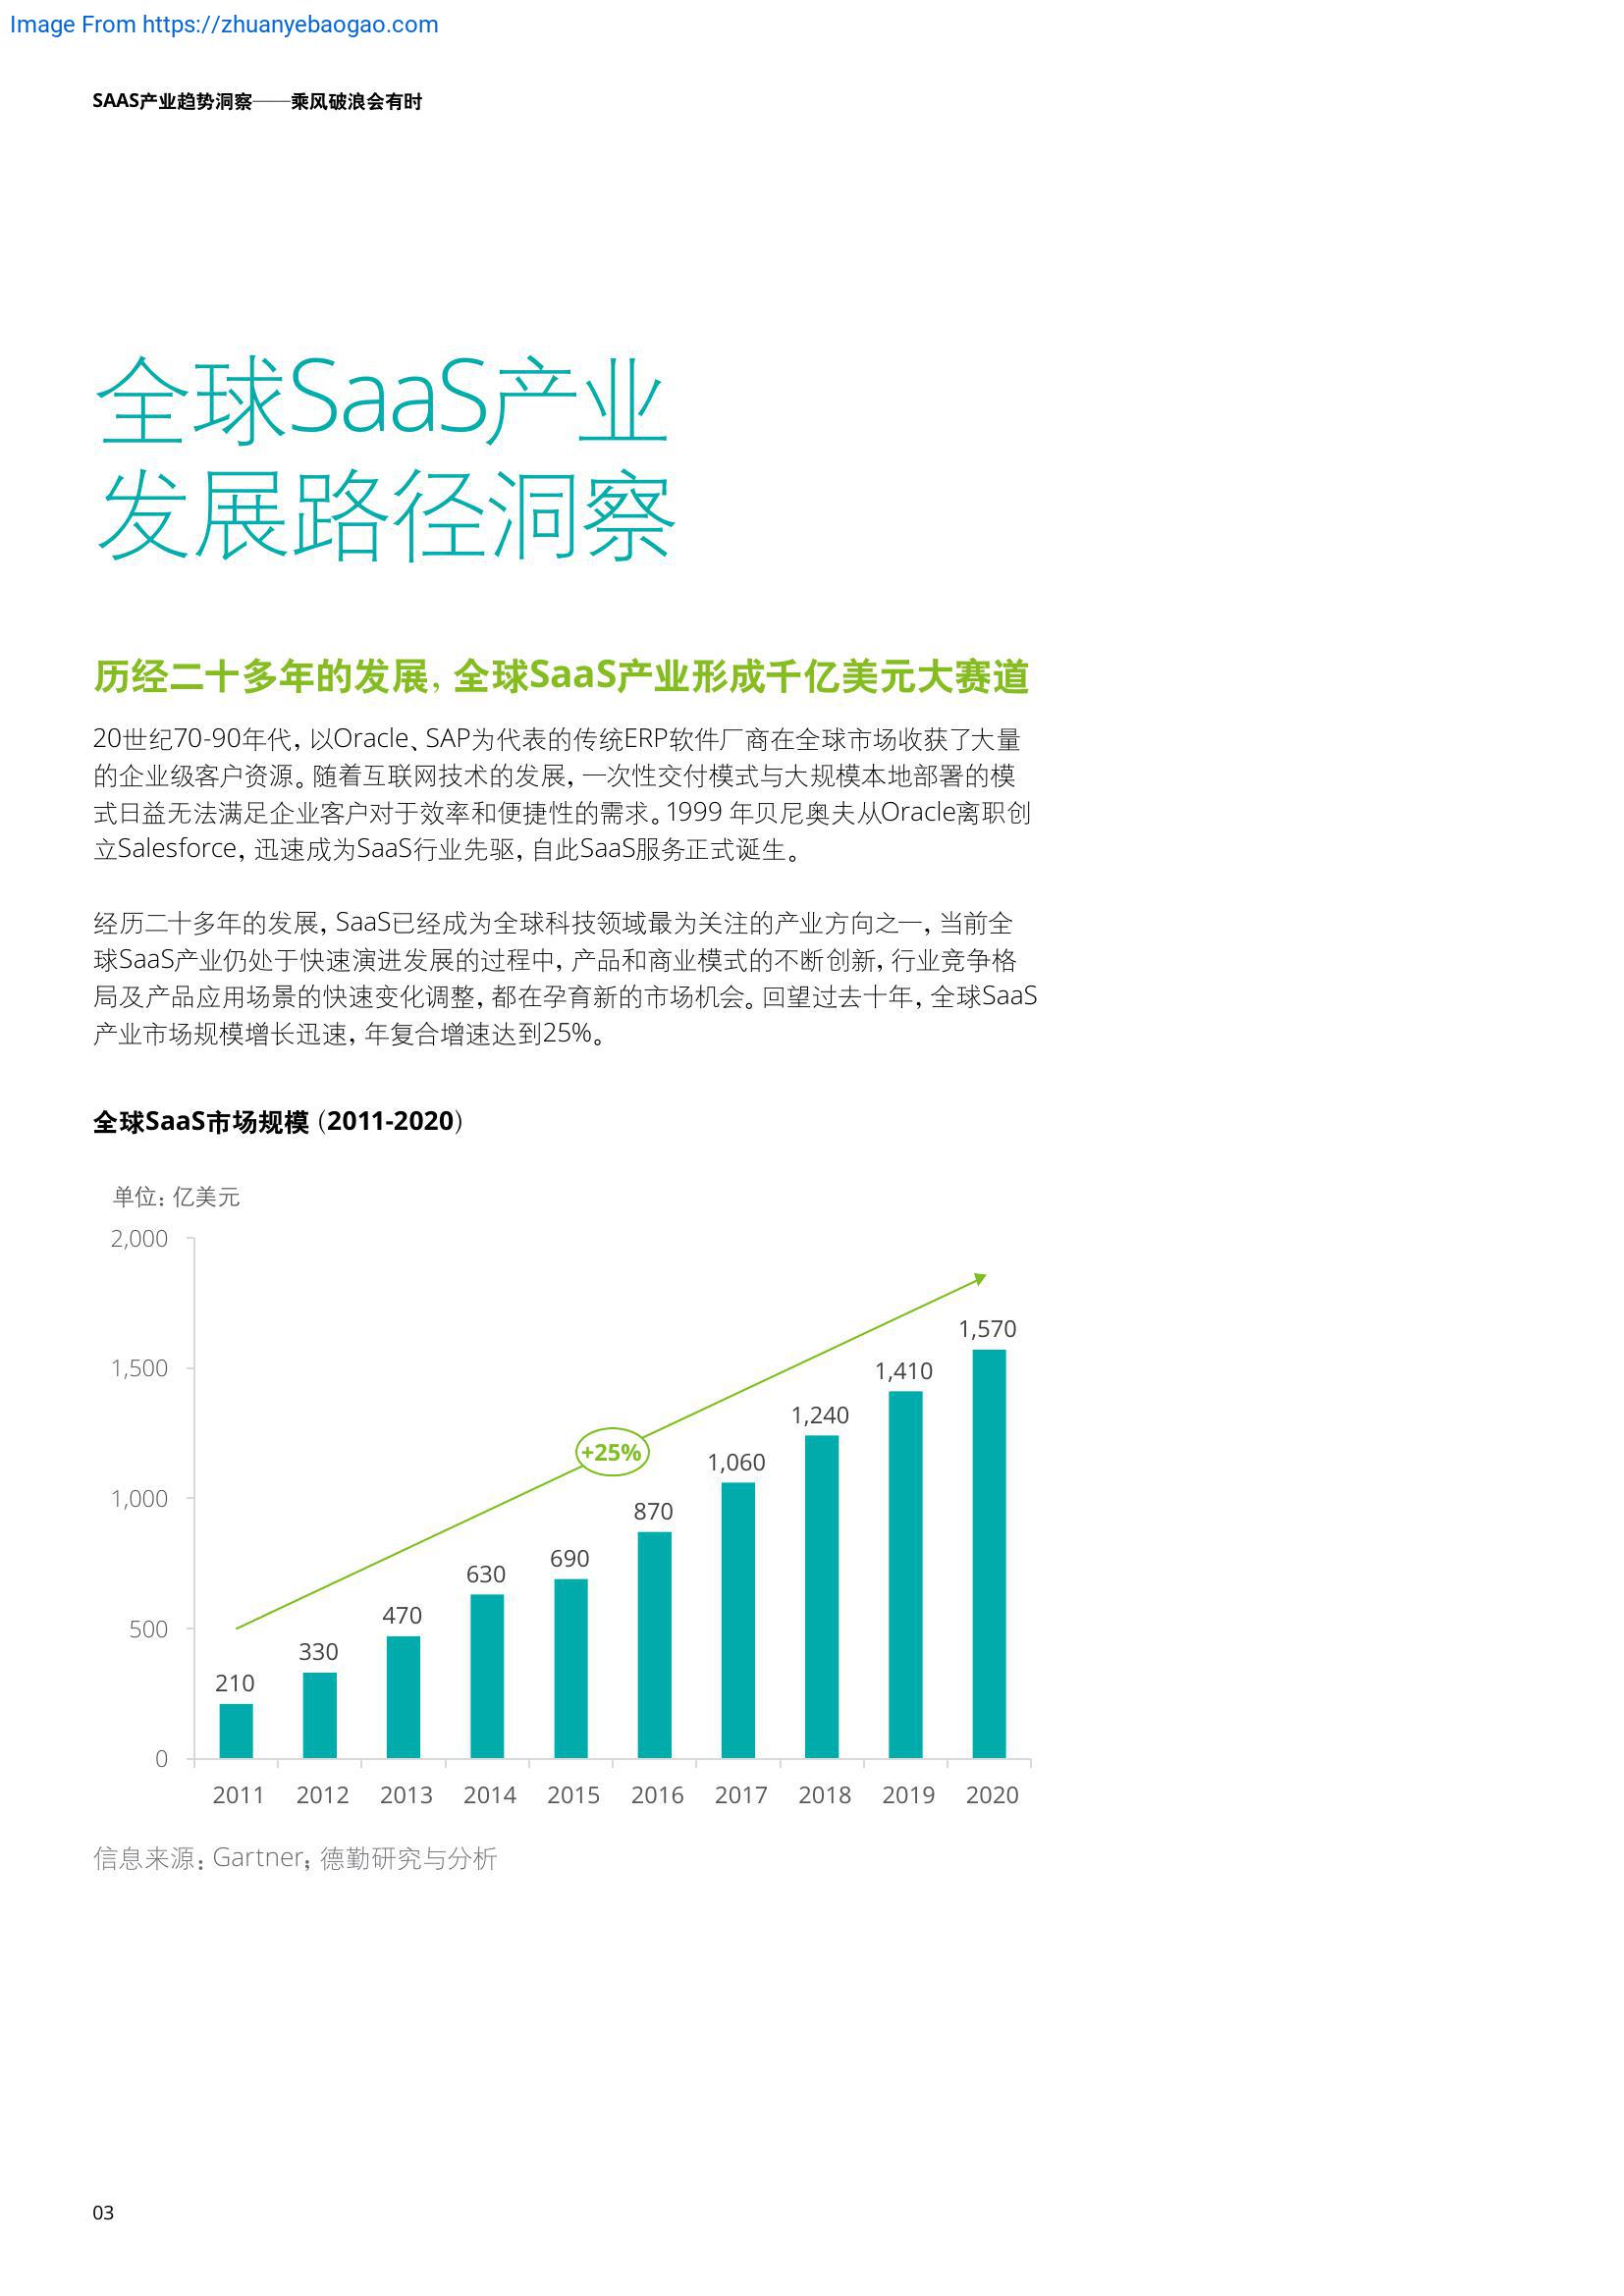 Image From https://zhuanyebaogao.com
SAAS产业趋势洞察——乘风破浪会有时
全球SaaS产业
发展路径洞察
历经二十多年的发展，全球SaaS产业形成千亿美元大赛道
20世纪70-90年代，以Oracle、SAP为代表的传统ERP软件厂商在全球市场收获了大量
的企业级客户资源。随着互联网技术的发展，一次性交付模式与大规模本地部署的模
式日益无法满足企业客户对于效率和便捷性的需求。1999 年贝尼奥夫从Oracle离职创
立Salesforce，迅速成为SaaS行业先驱，自此SaaS服务正式诞生。
经历二十多年的发展，SaaS已经成为全球科技领域最为关注的产业方向之一，当前全
球SaaS产业仍处于快速演进发展的过程中，产品和商业模式的不断创新，行业竞争格
局及产品应用场景的快速变化调整，都在孕育新的市场机会。回望过去十年，全球SaaS
产业市场规模增长迅速，年复合增速达到25%。
全球SaaS市场规模（2011-2020）
单位：亿美元
2,000
1,500
1,000
500
0
+25%
210
330
470
630
690
870
1,060
1,240
1,410
1,570
2011 2012 2013 2014 2015 2016 2017 2018 2019 2020
信息来源：Gartner；德勤研究与分析
03